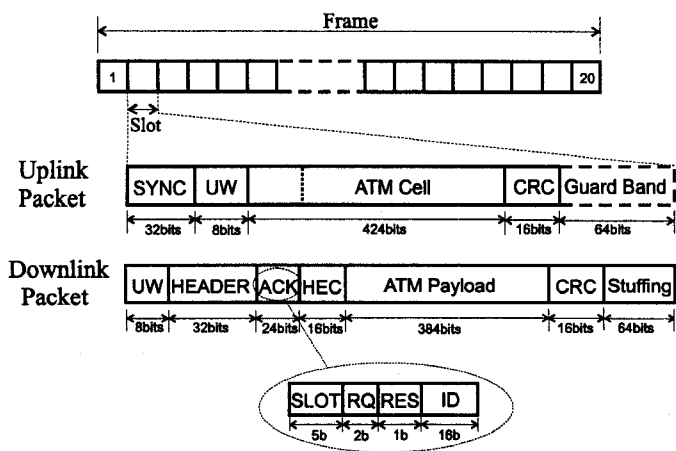 Frame
1 20
Slot
Uplink Packet
SYNC UW ATM Cell CRC Guard Band
32bits 8bits 424bits 16bits 64bits
Downlink Packet
UW HEADER ACK HEC ATM Payload CRC Stuffing
8bits 32bits 24bits 16bits 384bits 16bits 64bits
SLOT RQ RES ID
5b 2b 1b 16b